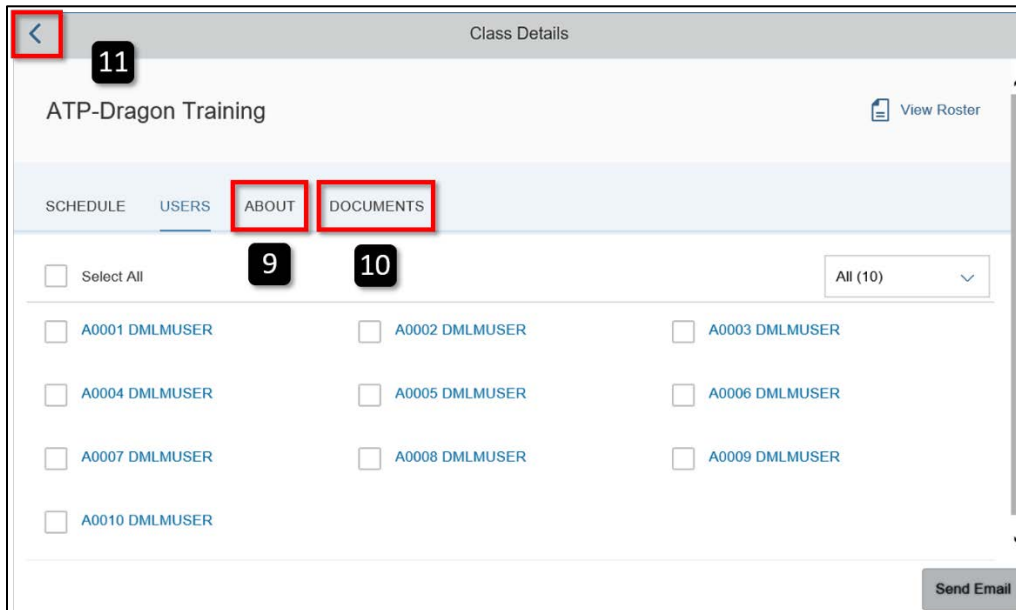 Class Details
11
ATP-Dragon Training
View Roster
SCHEDULE USERS ABOUT DOCUMENTS
9 10
Select All All (10)
A0001 DMLMUSER A0002 DMLMUSER A0003 DMLMUSER
A0004 DMLMUSER A0005 DMLMUSER A0006 DMLMUSER
A0007 DMLMUSER A0008 DMLMUSER A0009 DMLMUSER
A0010 DMLMUSER
Send Email